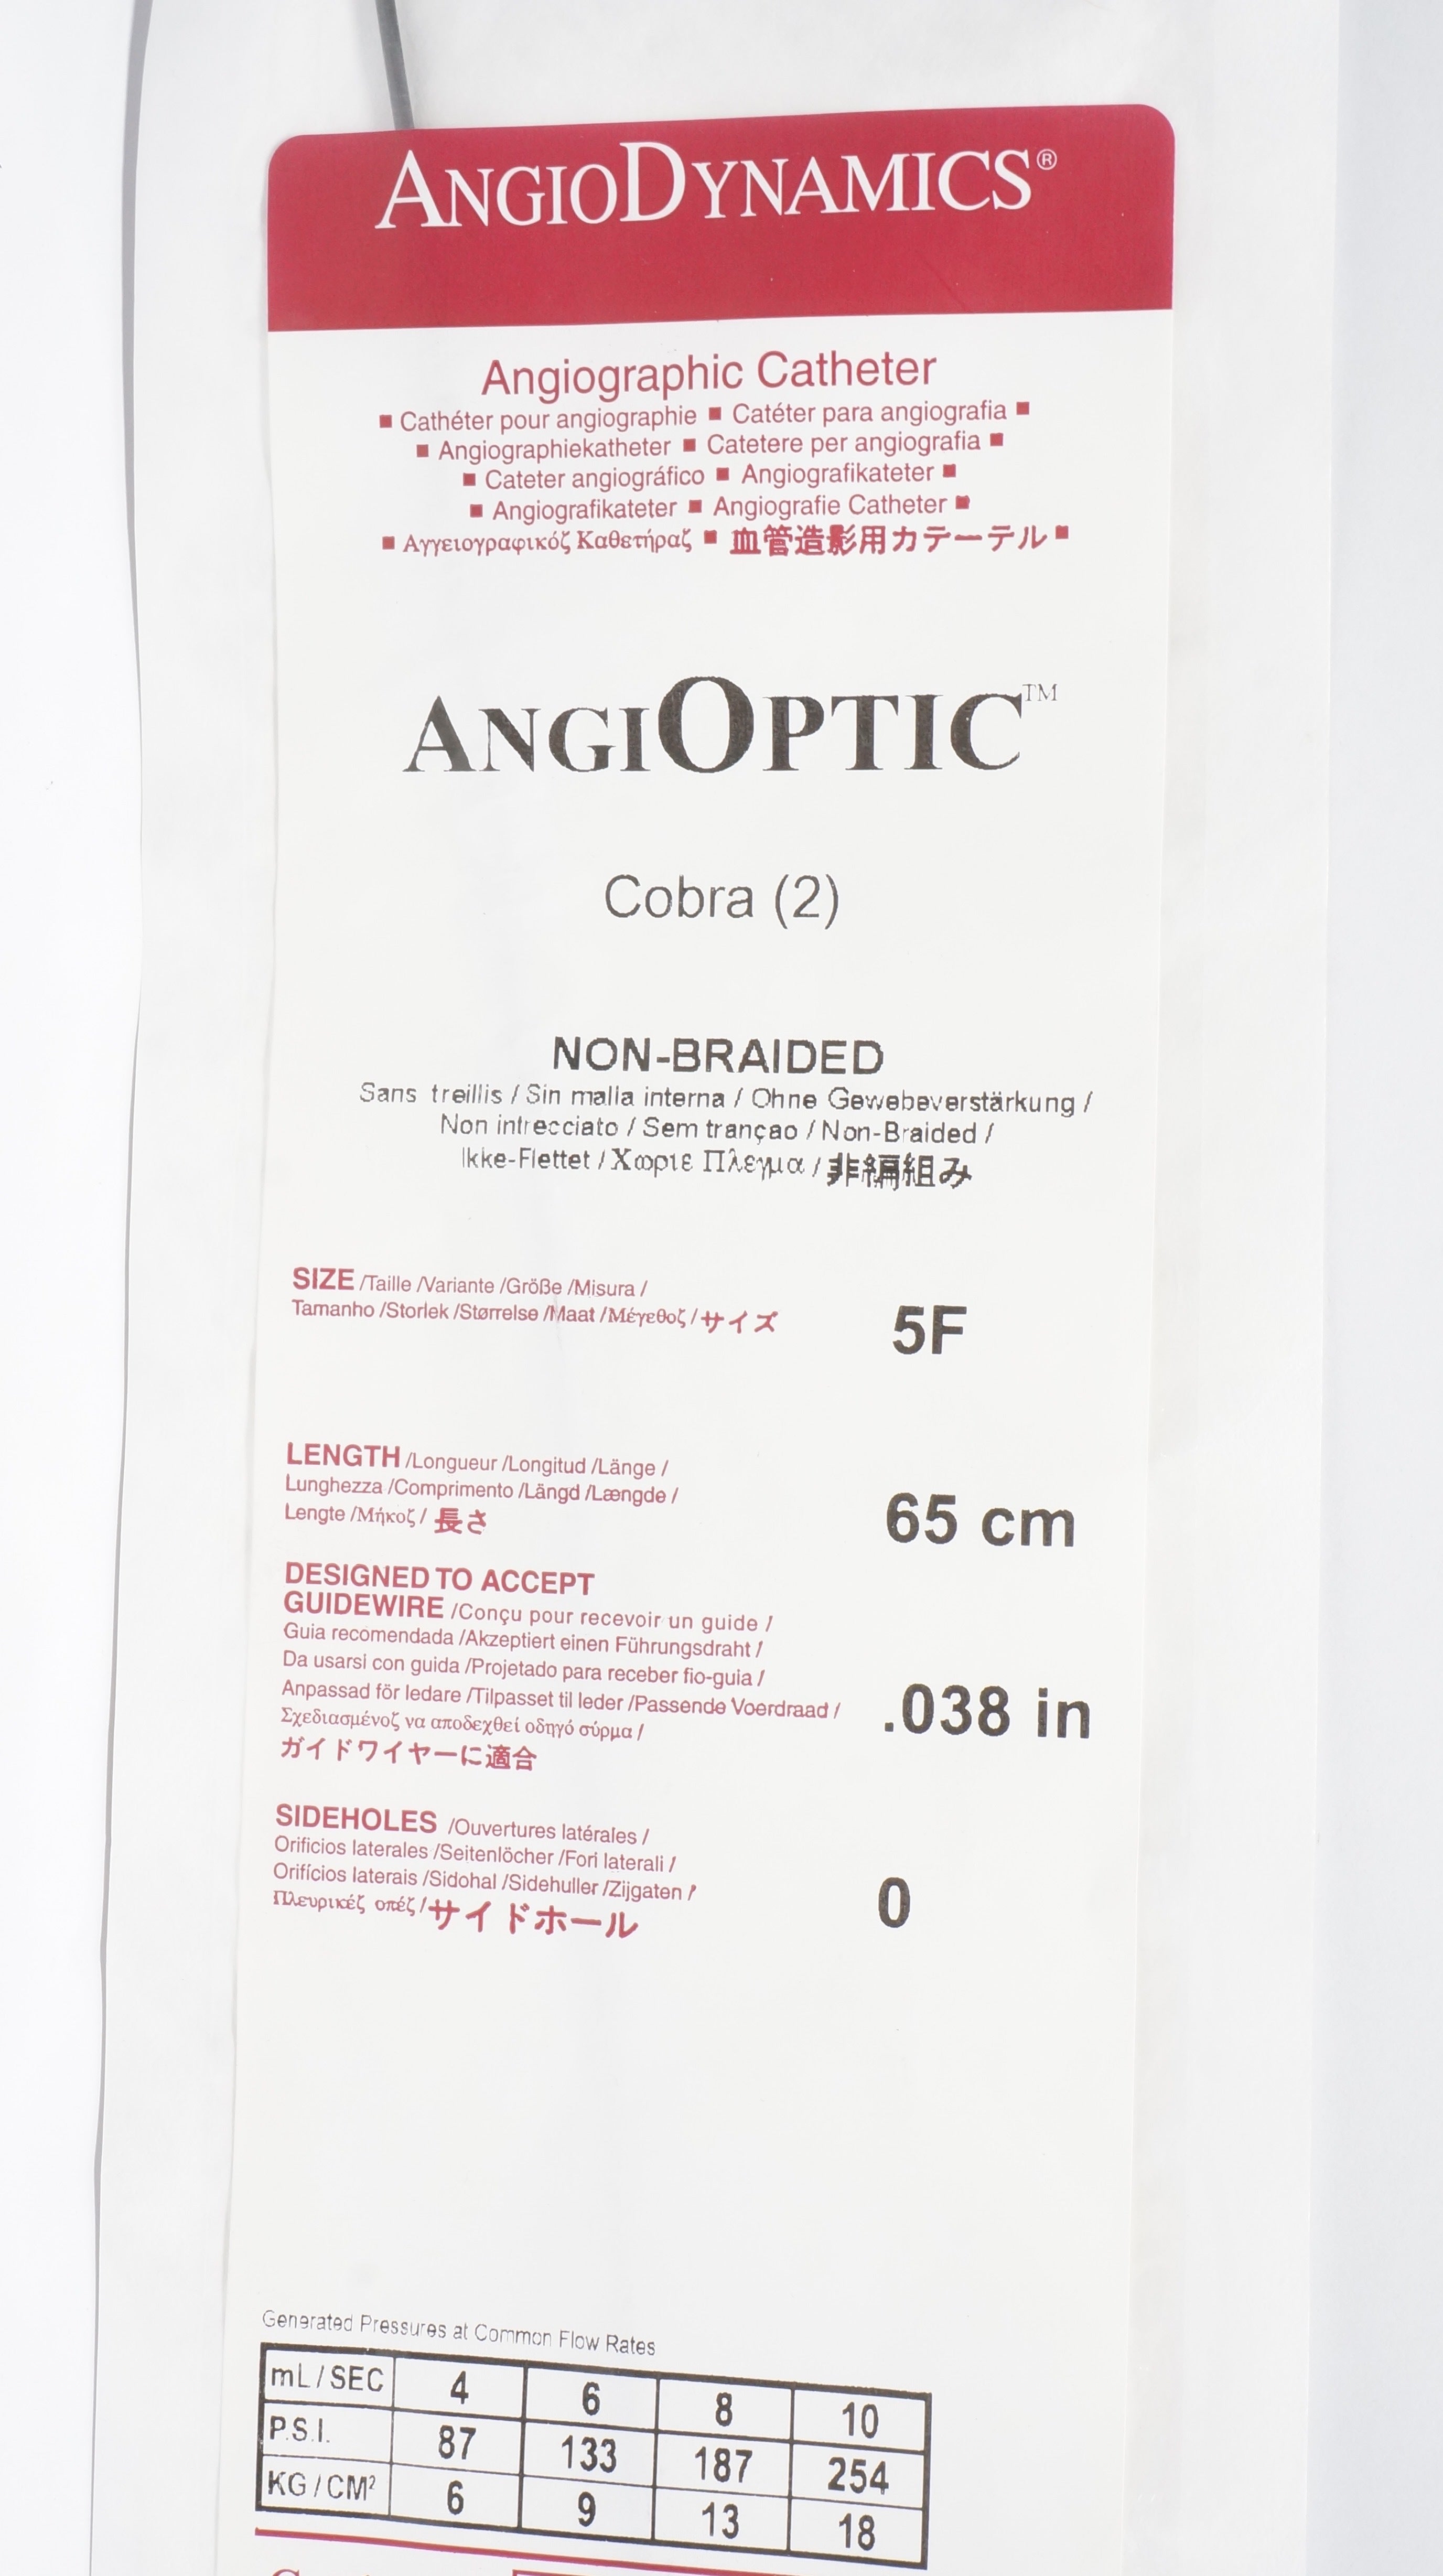 ANGIODYNAMICS®
Angiographic Catheter
■ Cathéter pour angiographie ■ Catéter para angiografia ■
■ Angiographiekatheter ■ Catetere per angiografia ■
■ Cateter angiográfico ■ Angiografikateter ■
■ Angiografikateter ■ Angiografie Catheter ■
■ Αγγειογραφικόζ Καθετήραζ ■ 血管造影用カテーテル ■
ANGIOPTIC™
Cobra (2)
NON-BRAIDED
Sans treillis / Sin malla interna / Ohne Gewebeverstärkung /
Non intrecciato / Sem trançao / Non-Braided /
Ikke-Flettet / Χωριε Πλεγμα / 非編組み
SIZE /Taille /Variante /Größe /Misura /
Tamanho /Storlek /Størrelse /Maat /Μέγεθοζ / サイズ
5F
LENGTH /Longueur /Longitud /Länge /
Lunghezza /Comprimento /Längd /Længde /
Lengte /Μήκοζ / 長さ
65 cm
DESIGNED TO ACCEPT
GUIDEWIRE /Conçu pour recevoir un guide /
Guia recomendada /Akzeptiert einen Führungsdraht /
Da usarsi con guida /Projetado para receber fio-guia /
Anpassad för ledare /Tilpasset til leder /Passende Voerdraad /
Σχεδιασμένοζ να αποδεχθεί οδηγό σύρμα /
ガイドワイヤーに適合
.038 in
SIDEHOLES /Ouvertures latérales /
Orificios laterales /Seitenlöcher /Fori laterali /
Orifícios laterais /Sidohal /Sidehuller /Zijgaten /
Πλευρικέζ οπέζ / サイドホール
0
Generated Pressures at Common Flow Rates
mL/SEC 4 6 8 10
P.S.I. 87 133 187 254
KG/CM² 6 9 13 18